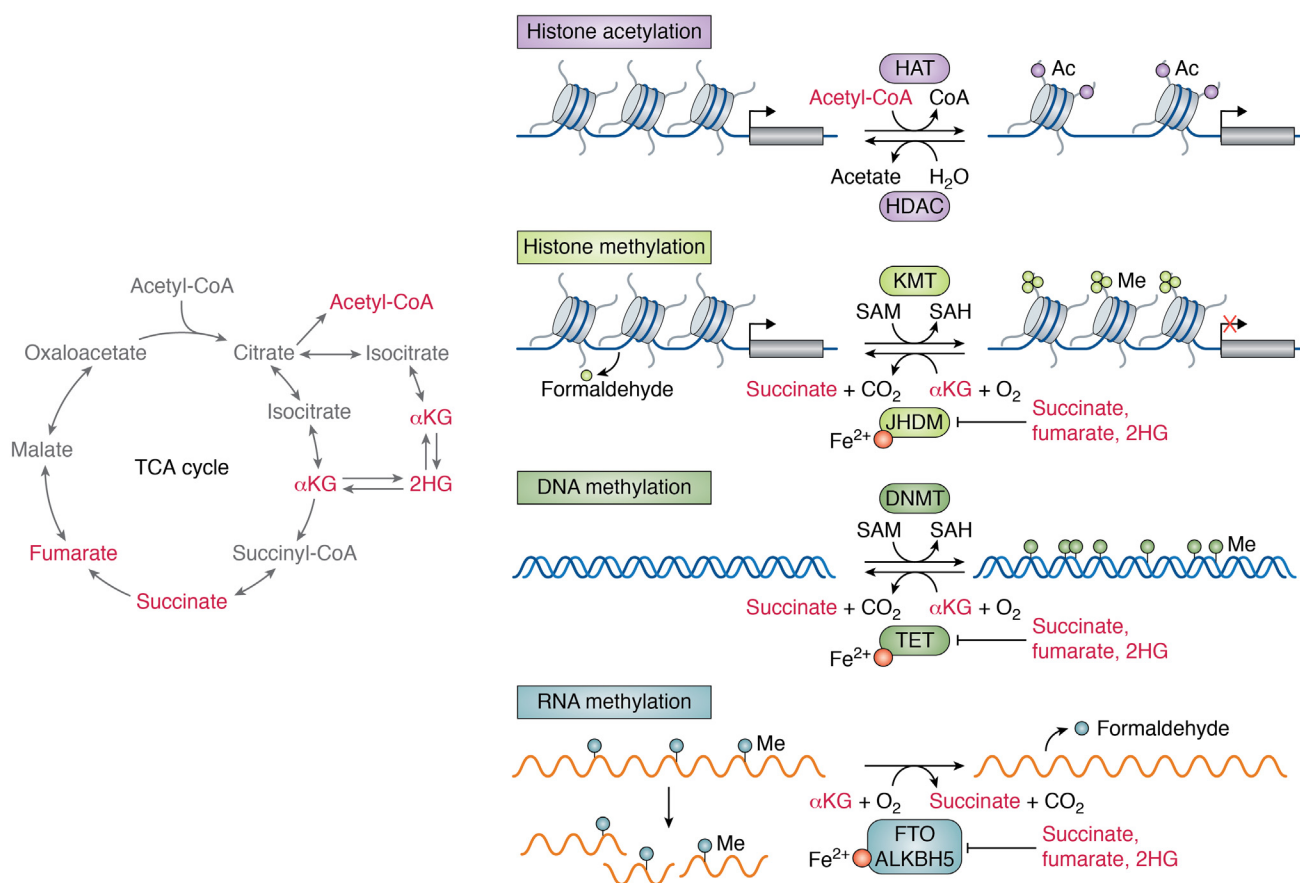 Acetyl-CoA
Acetyl-CoA
Oxaloacetate
Citrate
Isocitrate
Isocitrate
αKG
Malate
TCA cycle
αKG
2HG
Fumarate
Succinyl-CoA
Succinate
Histone acetylation
HAT
Acetyl-CoA
CoA
Acetate
H₂O
HDAC
Ac
Ac
Histone methylation
KMT
SAM
SAH
Me
Formaldehyde
Succinate + CO₂
αKG + O₂
JHDM
Fe²⁺
Succinate,
fumarate, 2HG
DNA methylation
DNMT
SAM
SAH
Me
Succinate + CO₂
αKG + O₂
TET
Fe²⁺
Succinate,
fumarate, 2HG
RNA methylation
Me
Formaldehyde
αKG + O₂
Succinate + CO₂
Me
FTO
ALKBH5
Fe²⁺
Succinate,
fumarate, 2HG